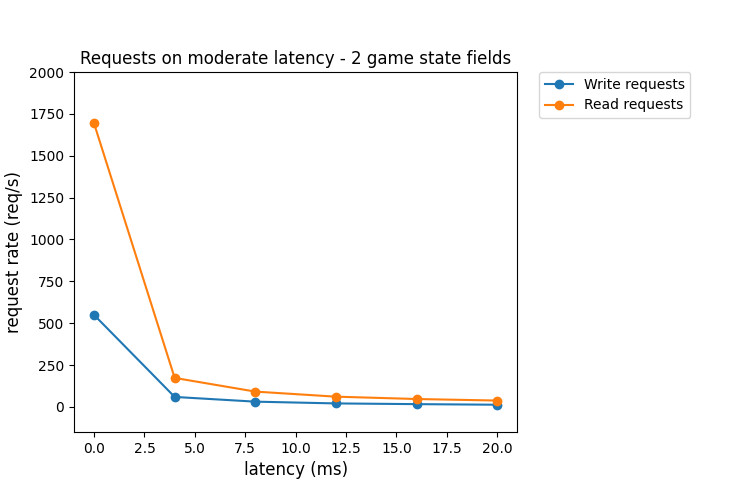 Requests on moderate latency - 2 game state fields
Write requests
Read requests
2000
1750
1500
1250
1000
750
500
250
0
request rate (req/s)
0.0 2.5 5.0 7.5 10.0 12.5 15.0 17.5 20.0
latency (ms)